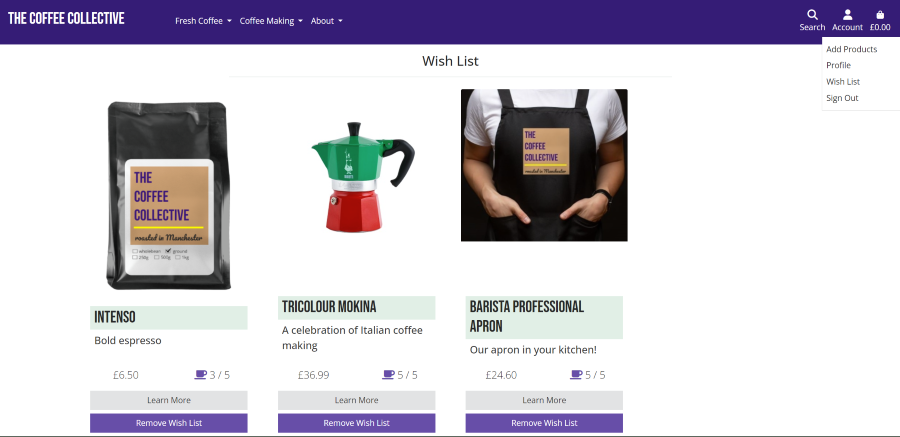 THE COFFEE COLLECTIVE
Fresh Coffee Coffee Making About
Search Account £0.00
Add Products
Profile
Wish List
Sign Out
Wish List
THE
COFFEE
COLLECTIVE
roasted in Manchester
wholebean ground
250g 500g 1kg
BIALETTI
THE
COFFEE
COLLECTIVE
roasted in Manchester
INTENSO
Bold espresso
£6.50 3 / 5
Learn More
Remove Wish List
TRICOLOUR MOKINA
A celebration of Italian coffee
making
£36.99 5 / 5
Learn More
Remove Wish List
BARISTA PROFESSIONAL
APRON
Our apron in your kitchen!
£24.60 5 / 5
Learn More
Remove Wish List